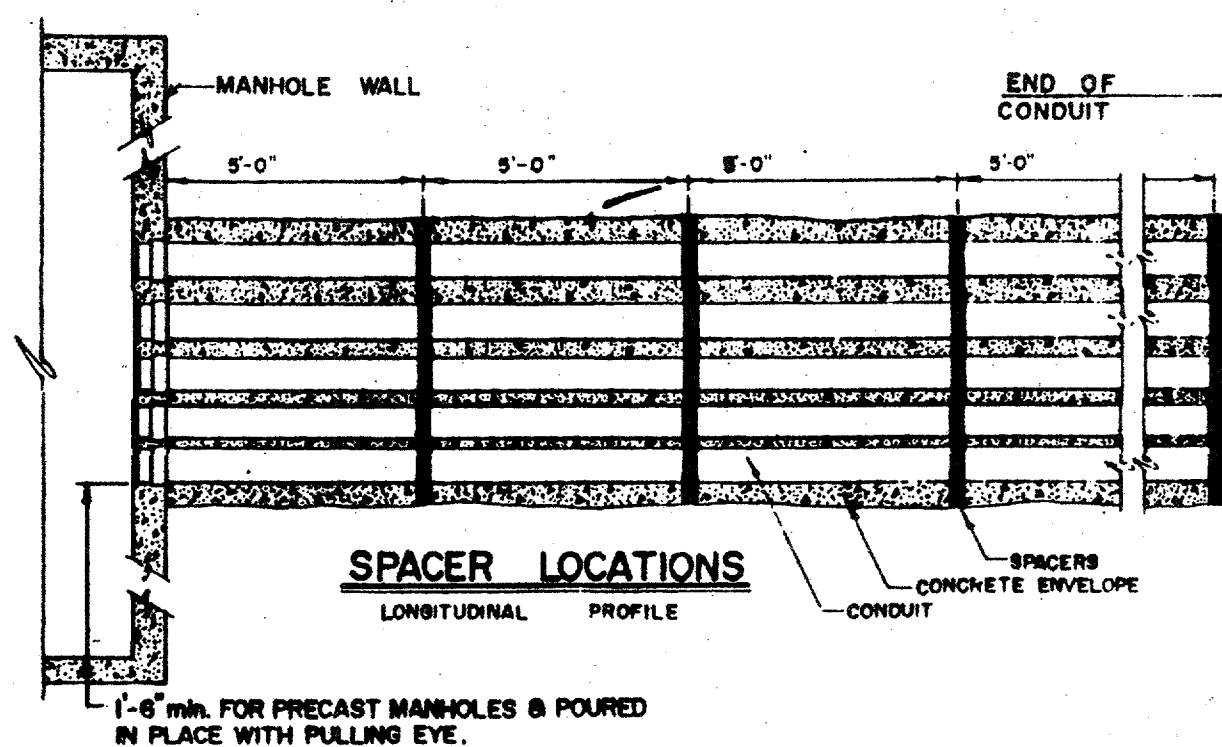 MANHOLE WALL
END OF
CONDUIT
5'-0" 5'-0" 5'-0" 5'-0"
SPACER LOCATIONS
LONGITUDINAL PROFILE
SPACERS
CONCRETE ENVELOPE
CONDUIT
1'-6" min. FOR PRECAST MANHOLES & POURED
IN PLACE WITH PULLING EYE.